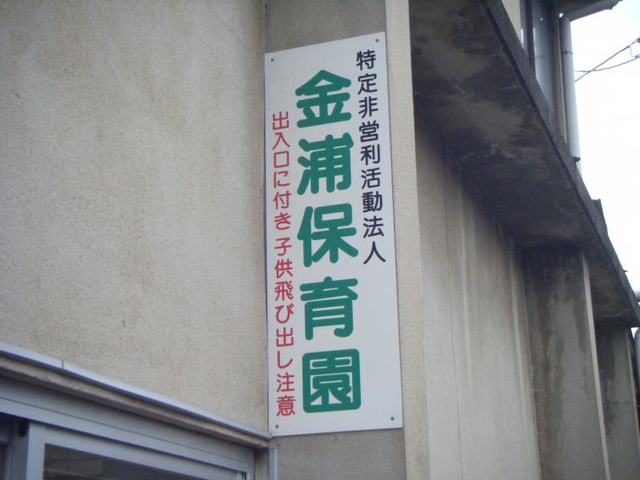 特定非営利活動法人
金浦保育園
出入口に付き 子供飛び出し注意